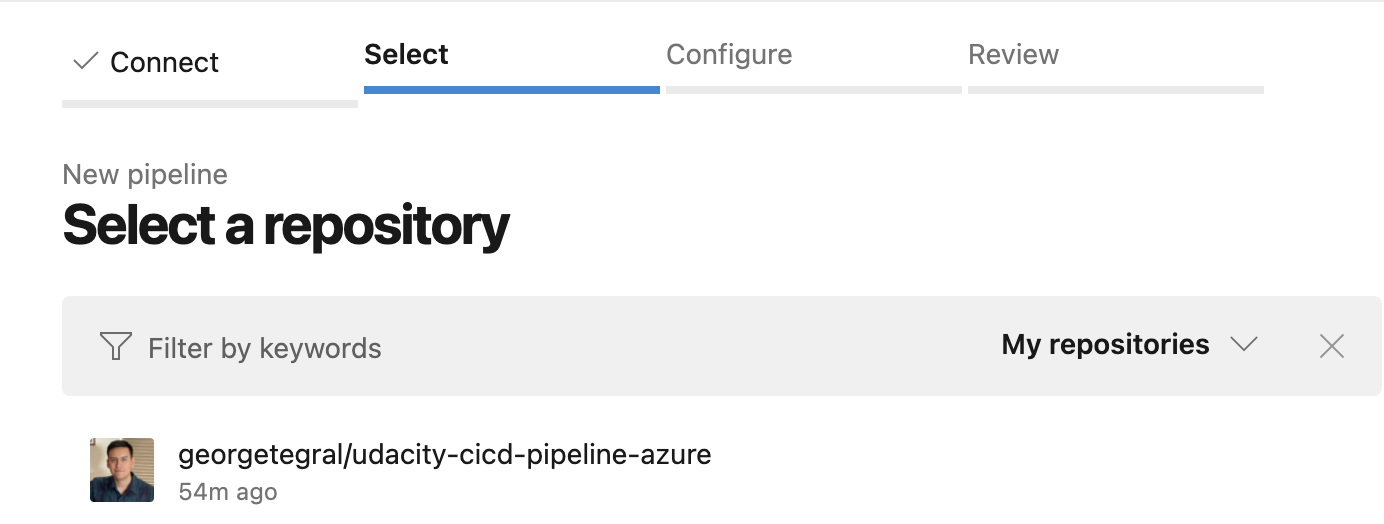 Connect
Select
Configure
Review
New pipeline
Select a repository
Filter by keywords
My repositories
georgetegral/udacity-cicd-pipeline-azure
54m ago